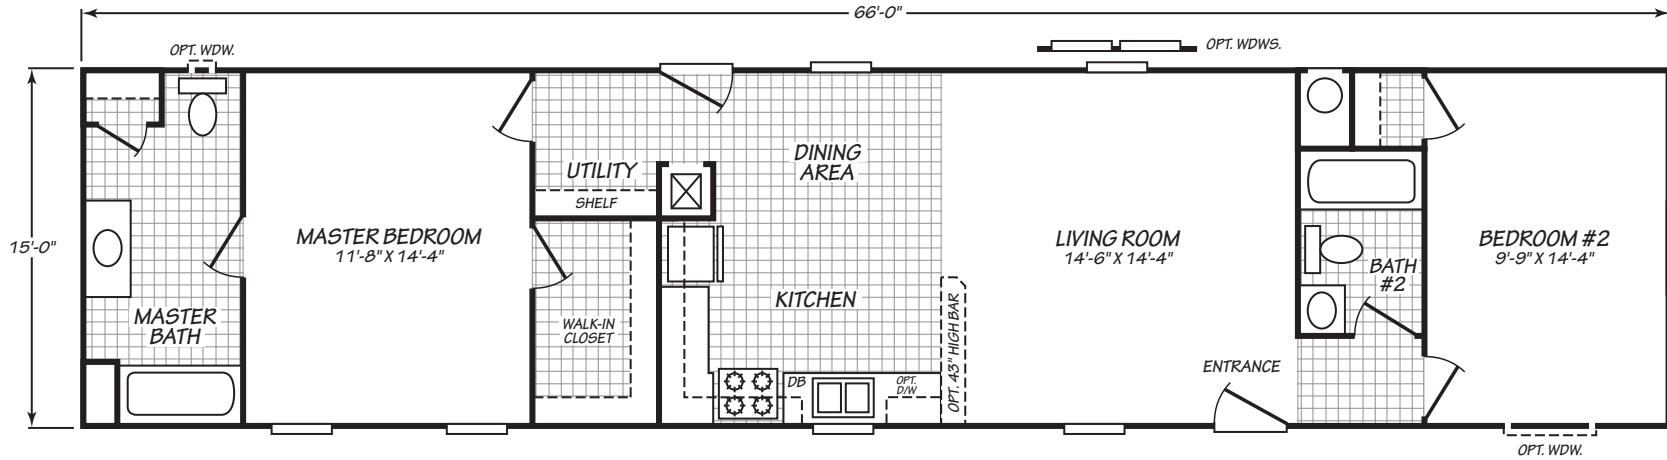 66'-0"
OPT. WDW.
OPT. WDWS.
15'-0"
UTILITY
SHELF
DINING
AREA
MASTER BEDROOM
11'-8" X 14'-4"
LIVING ROOM
14'-6" X 14'-4"
BEDROOM #2
9'-9" X 14'-4"
BATH
#2
KITCHEN
MASTER
BATH
WALK-IN
CLOSET
OPT. 43" HIGH BAR
ENTRANCE
DB
OPT.
D/W
OPT. WDW.